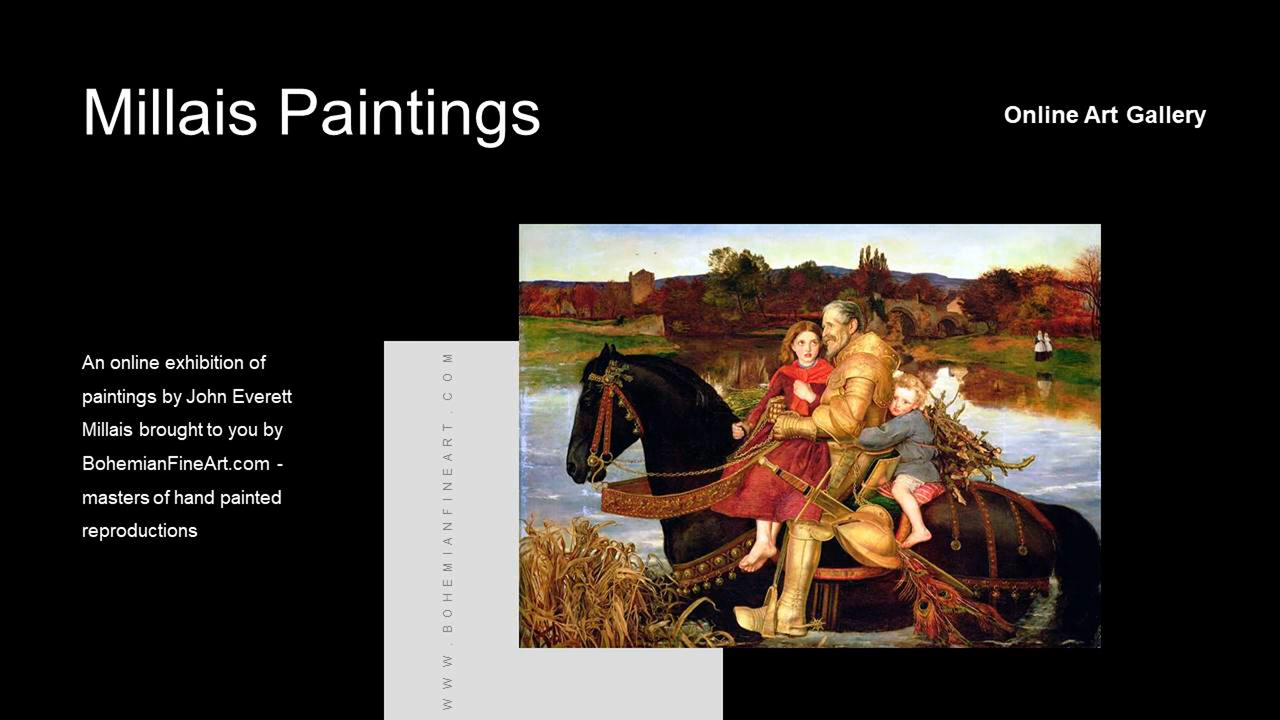 Millais Paintings
Online Art Gallery
An online exhibition of
paintings by John Everett
Millais brought to you by
BohemianFineArt.com -
masters of hand painted
reproductions
WWW.BOHEMIANFINEART.COM